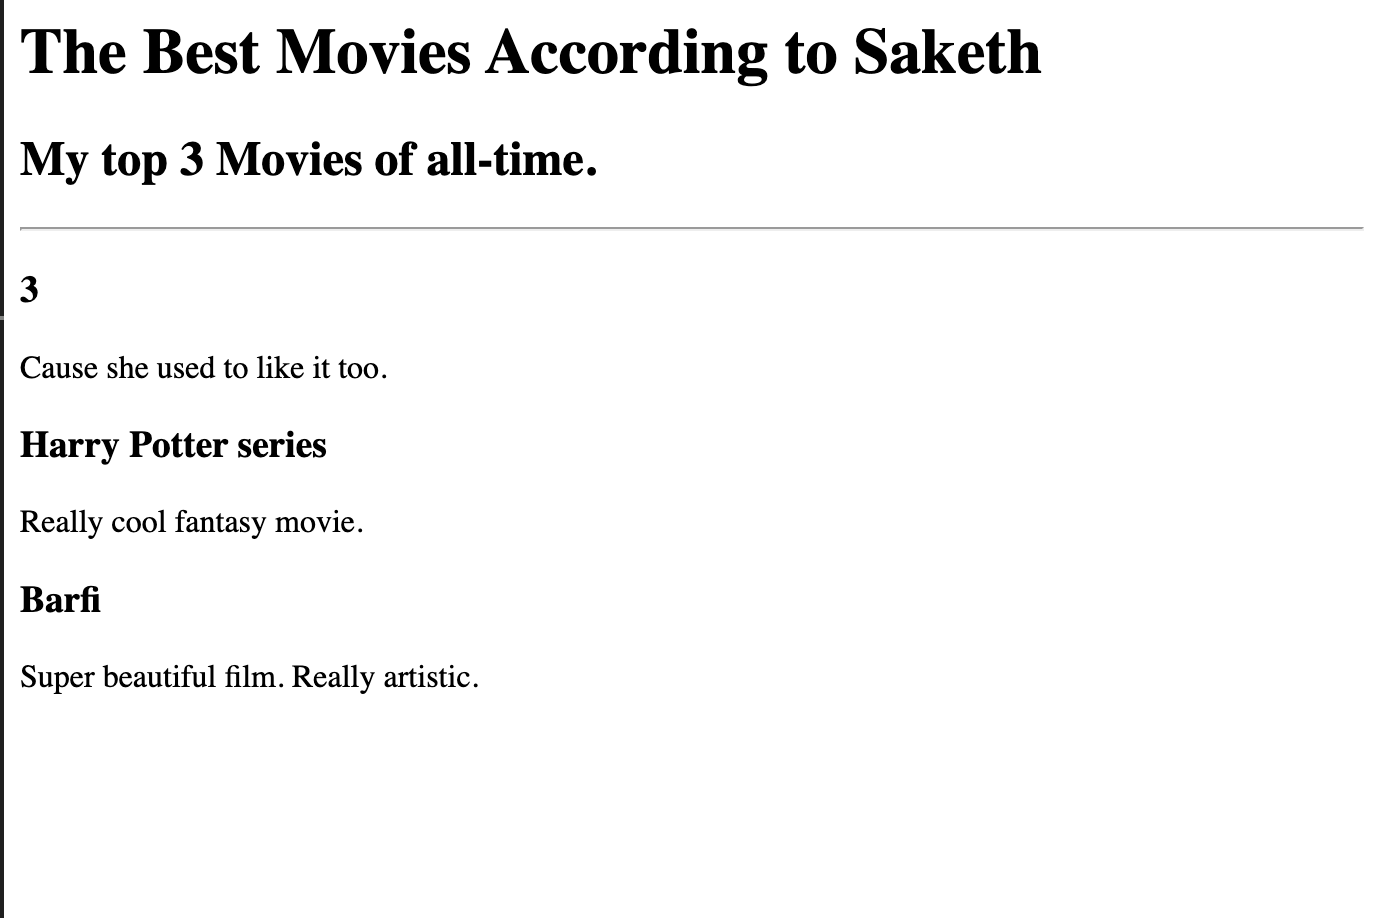 The Best Movies According to Saketh
My top 3 Movies of all-time.
3
Cause she used to like it too.
Harry Potter series
Really cool fantasy movie.
Barfi
Super beautiful film. Really artistic.